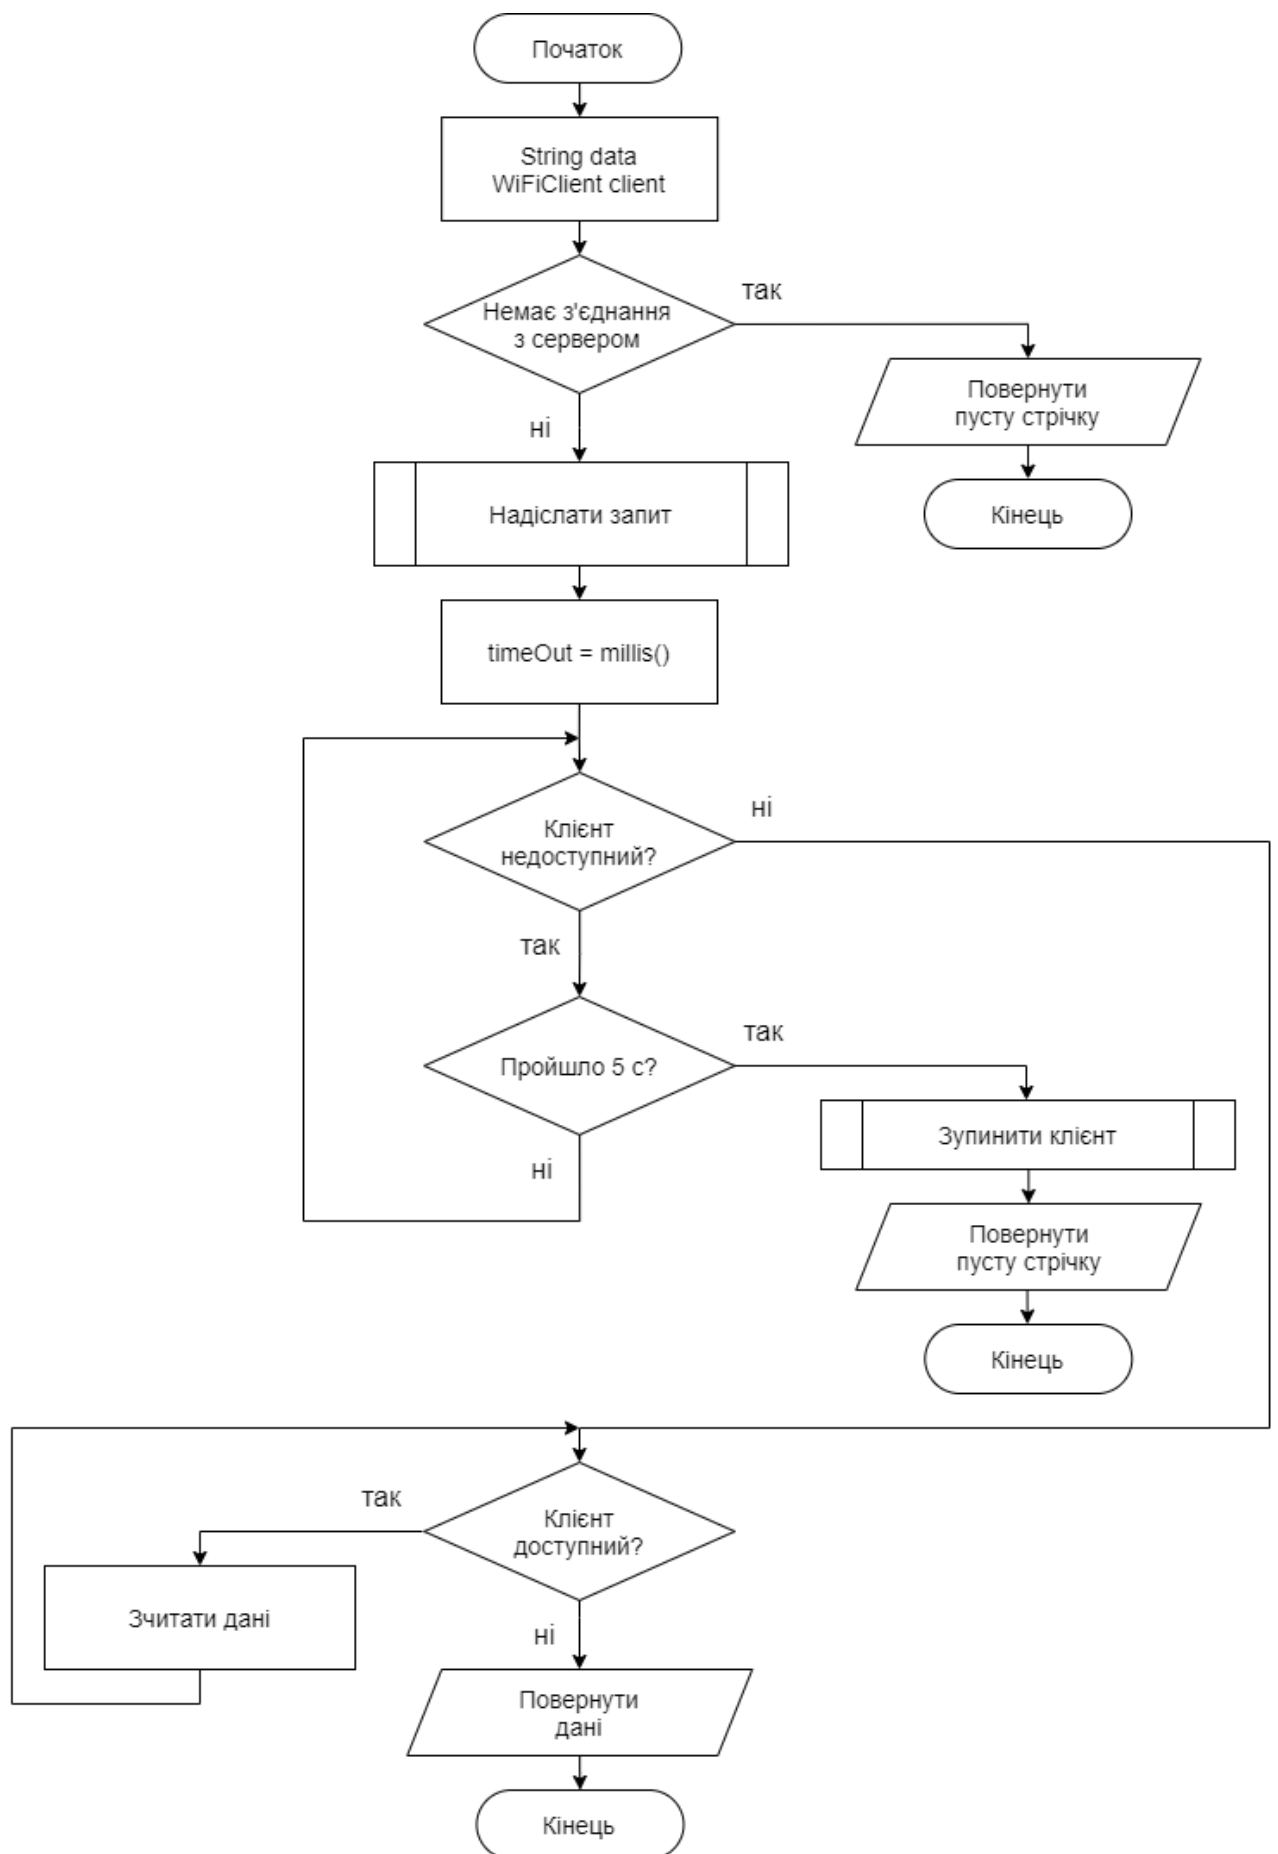 Початок
String data
WiFiClient client
Немає з'єднання
з сервером
так
ні
Повернути
пусту стрічку
Кінець
Надіслати запит
timeOut = millis()
Клієнт
недоступний?
ні
так
Пройшло 5 с?
так
ні
Зупинити клієнт
Повернути
пусту стрічку
Кінець
Клієнт
доступний?
так
Зчитати дані
ні
Повернути
дані
Кінець